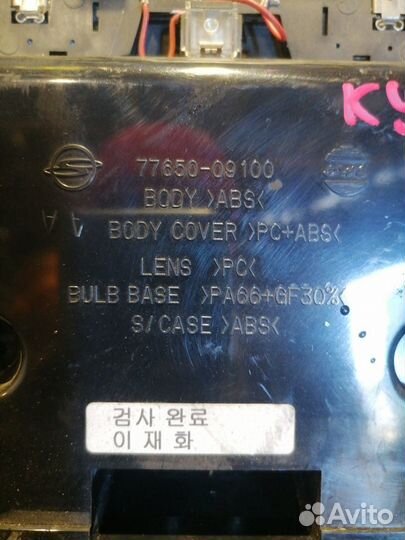 KY
77650-09100
BODY >ABS<
BODY COVER >PC+ABS<
LENS >PC<
BULB BASE >PA66+GF30%<
S/CASE >ABS<
검사 완료
이 재 화
Avito